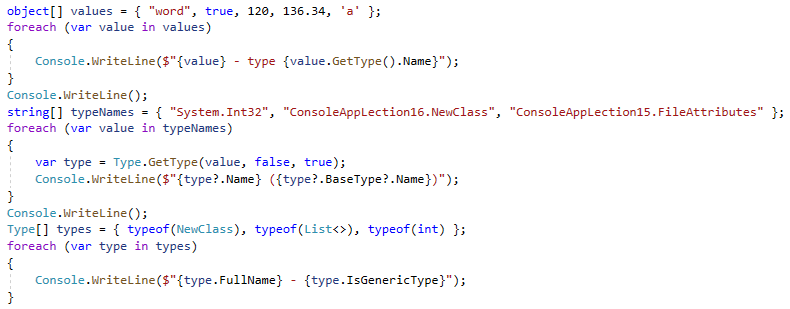 object[] values = { "word", true, 120, 136.34, 'a' };
foreach (var value in values)
{
    Console.WriteLine($"{value} - type {value.GetType().Name}");
}
Console.WriteLine();
string[] typeNames = { "System.Int32", "ConsoleAppLection16.NewClass", "ConsoleAppLection15.FileAttributes" };
foreach (var value in typeNames)
{
    var type = Type.GetType(value, false, true);
    Console.WriteLine($"{type?.Name} ({type?.BaseType?.Name})");
}
Console.WriteLine();
Type[] types = { typeof(NewClass), typeof(List<>), typeof(int) };
foreach (var type in types)
{
    Console.WriteLine($"{type.FullName} - {type.IsGenericType}");
}